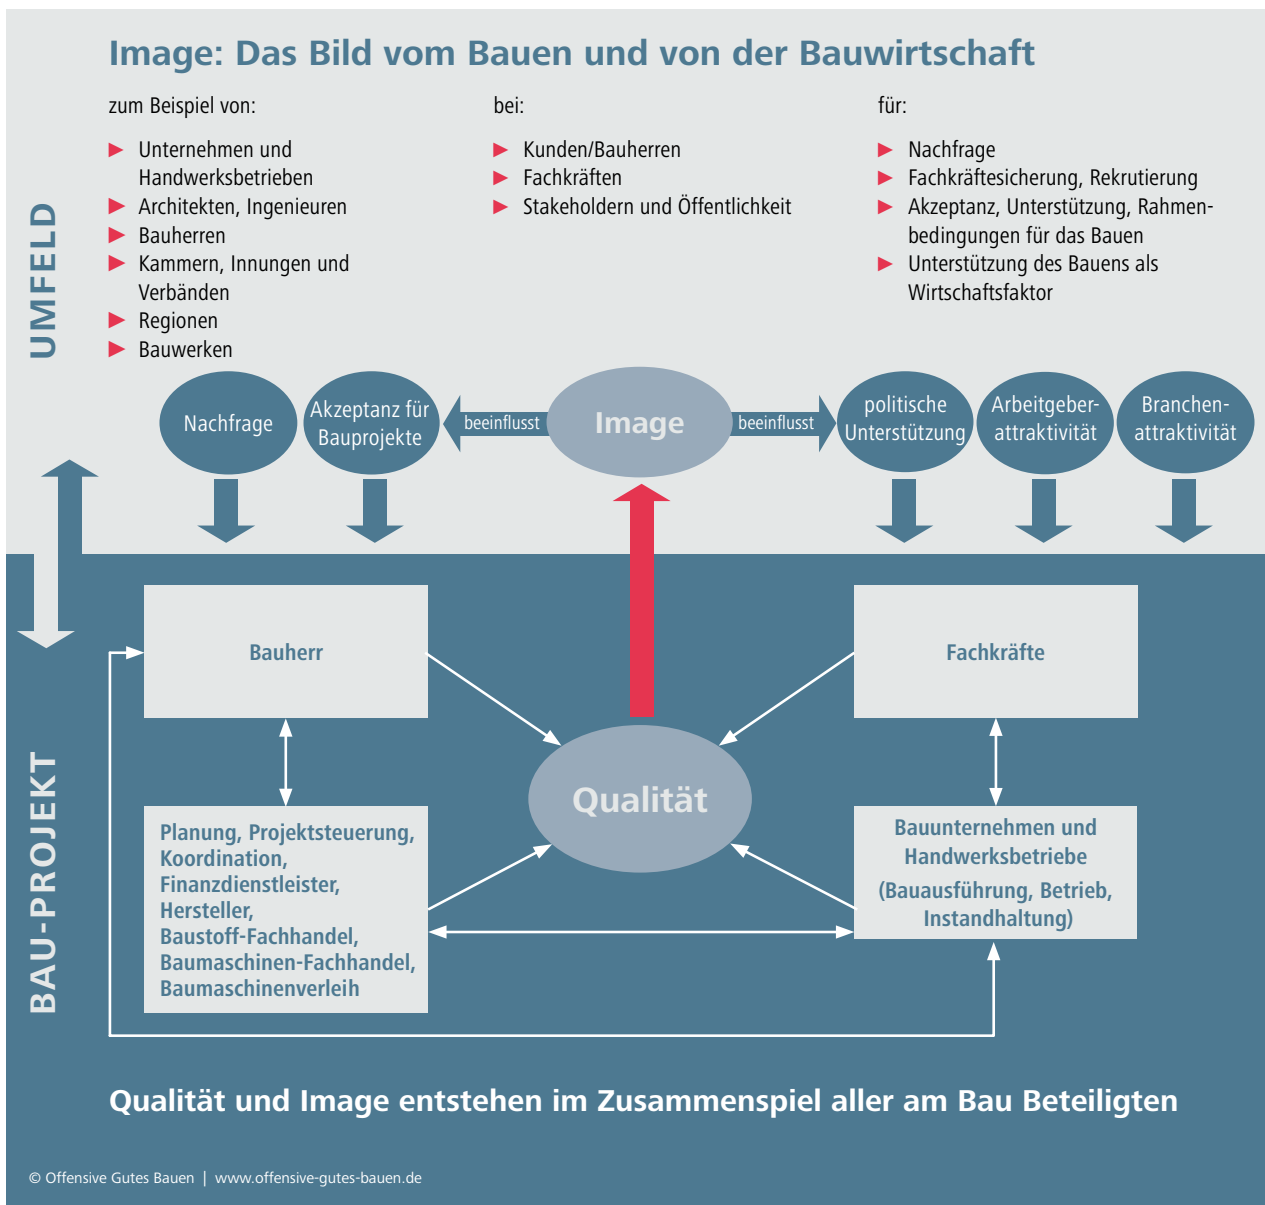 Image: Das Bild vom Bauen und von der Bauwirtschaft
zum Beispiel von:
Unternehmen und
Handwerksbetrieben
Architekten, Ingenieuren
Bauherren
Kammern, Innungen und
Verbänden
Regionen
Bauwerken
bei:
Kunden/Bauherren
Fachkräften
Stakeholdern und Öffentlichkeit
für:
Nachfrage
Fachkräftesicherung, Rekrutierung
Akzeptanz, Unterstützung, Rahmen-
bedingungen für das Bauen
Unterstützung des Bauens als
Wirtschaftsfaktor
UMFELD
Nachfrage
Akzeptanz für
Bauprojekte
beeinflusst
Image
beeinflusst
politische
Unterstützung
Arbeitgeber-
attraktivität
Branchen-
attraktivität
BAU-PROJEKT
Bauherr
Fachkräfte
Qualität
Planung, Projektsteuerung,
Koordination,
Finanzdienstleister,
Hersteller,
Baustoff-Fachhandel,
Baumaschinen-Fachhandel,
Baumaschinenverleih
Bauunternehmen und
Handwerksbetriebe
(Bauausführung, Betrieb,
Instandhaltung)
Qualität und Image entstehen im Zusammenspiel aller am Bau Beteiligten
© Offensive Gutes Bauen | www.offensive-gutes-bauen.de